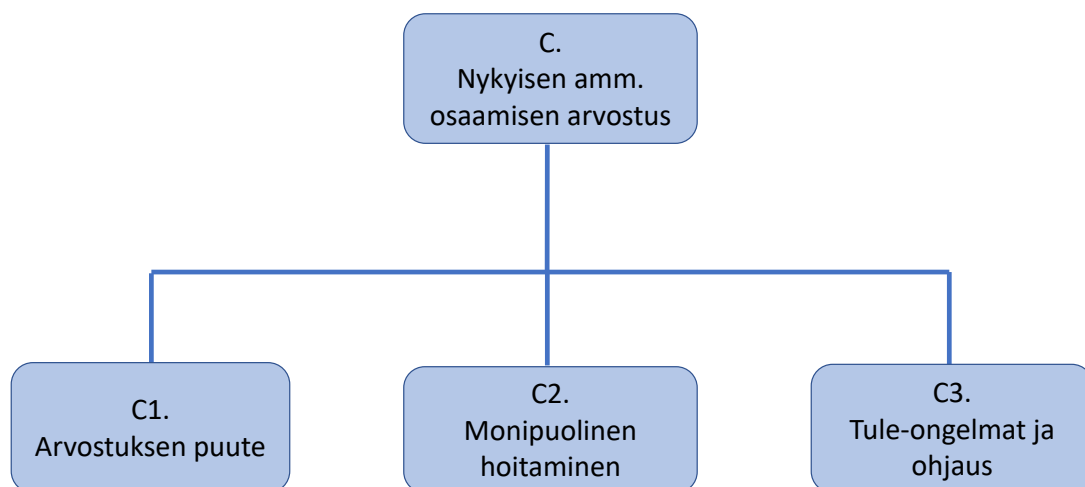 C.
Nykyisen amm.
osaamisen arvostus
C1.
Arvostuksen puute
C2.
Monipuolinen
hoitaminen
C3.
Tule-ongelmat ja
ohjaus